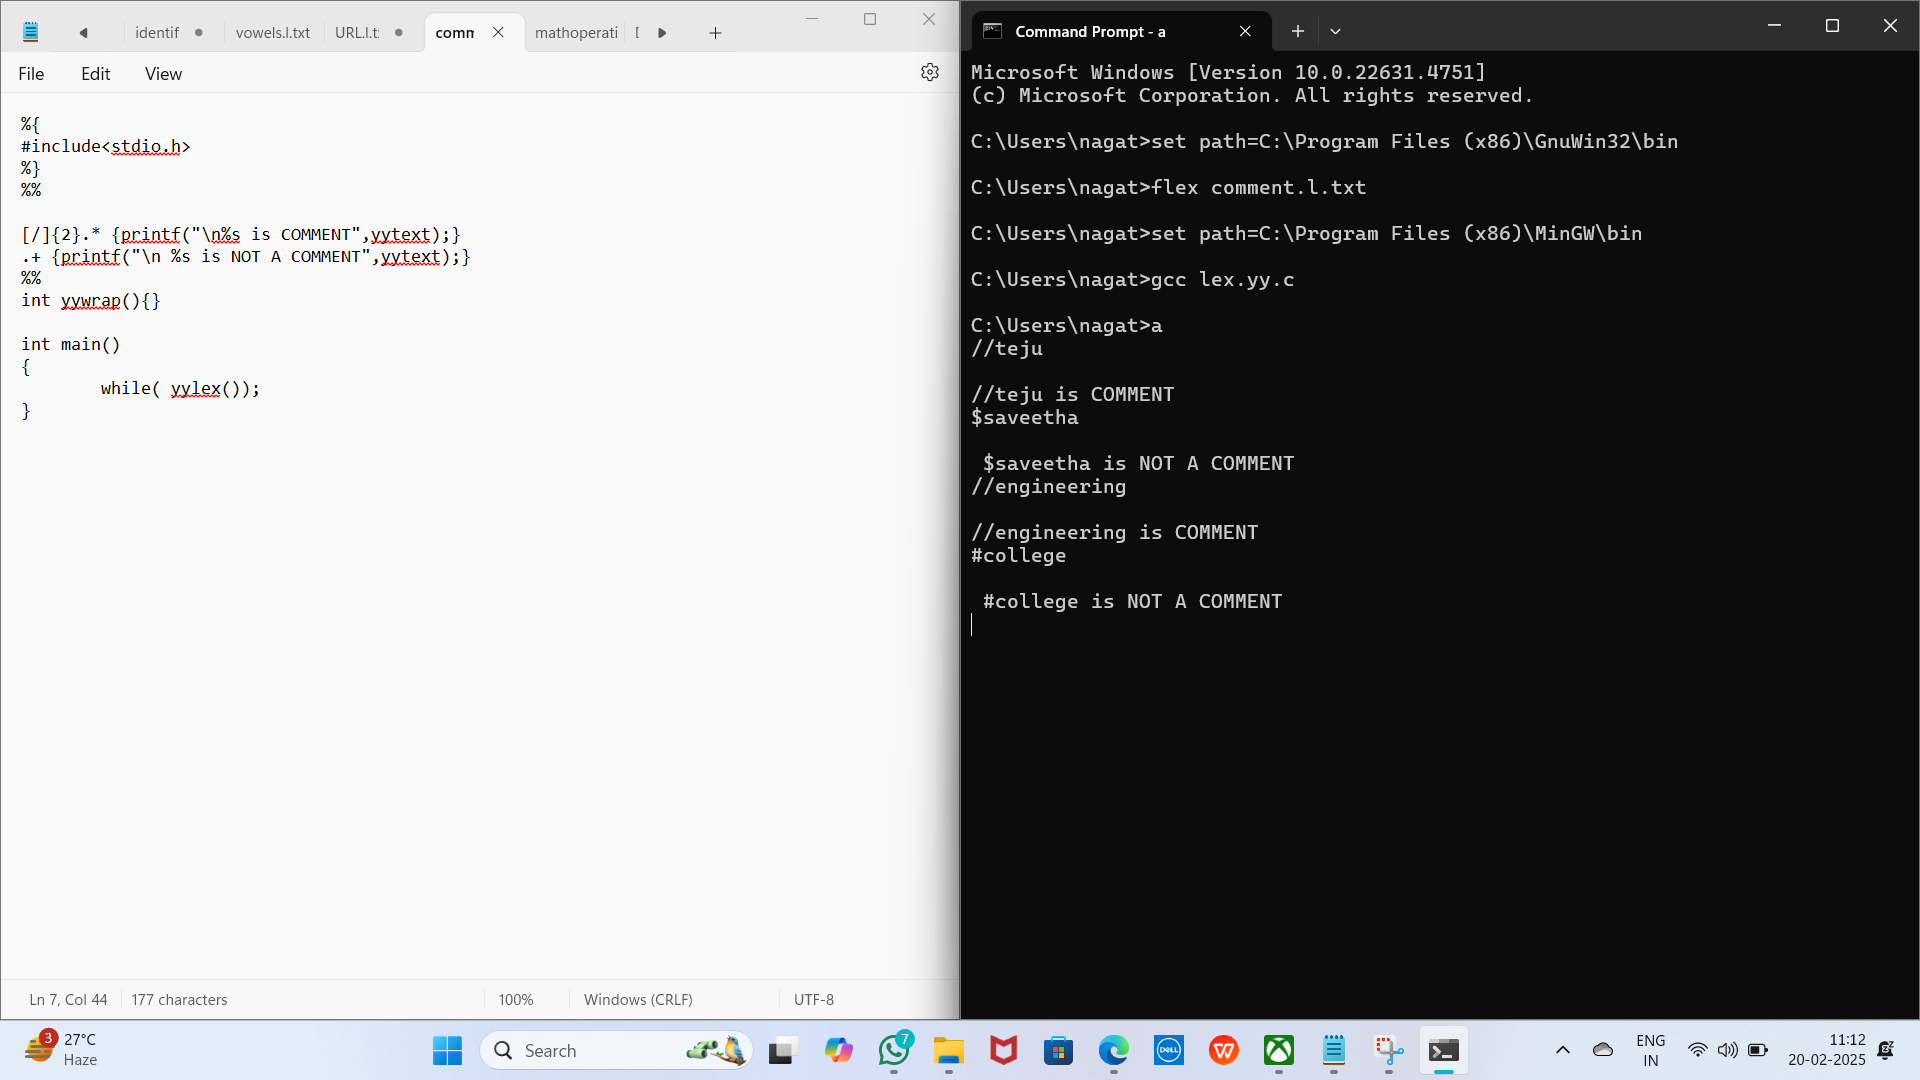 identif
vowels.l.txt
URL.l.t
comm
mathoperati
File
Edit
View
%{
#include<stdio.h>
%}
%%
[/]{2}.* {printf("\n%s is COMMENT",yytext);}
.+ {printf("\n %s is NOT A COMMENT",yytext);}
%%
int yywrap(){}
int main()
{
while( yylex());
}
Ln 7, Col 44
177 characters
100%
Windows (CRLF)
UTF-8
Command Prompt - a
Microsoft Windows [Version 10.0.22631.4751]
(c) Microsoft Corporation. All rights reserved.
C:\Users\nagat>set path=C:\Program Files (x86)\GnuWin32\bin
C:\Users\nagat>flex comment.l.txt
C:\Users\nagat>set path=C:\Program Files (x86)\MinGW\bin
C:\Users\nagat>gcc lex.yy.c
C:\Users\nagat>a
//teju
//teju is COMMENT
$saveetha
$saveetha is NOT A COMMENT
//engineering
//engineering is COMMENT
#college
#college is NOT A COMMENT
3
27°C
Haze
Search
7
DELL
ENG
IN
11:12
20-02-2025